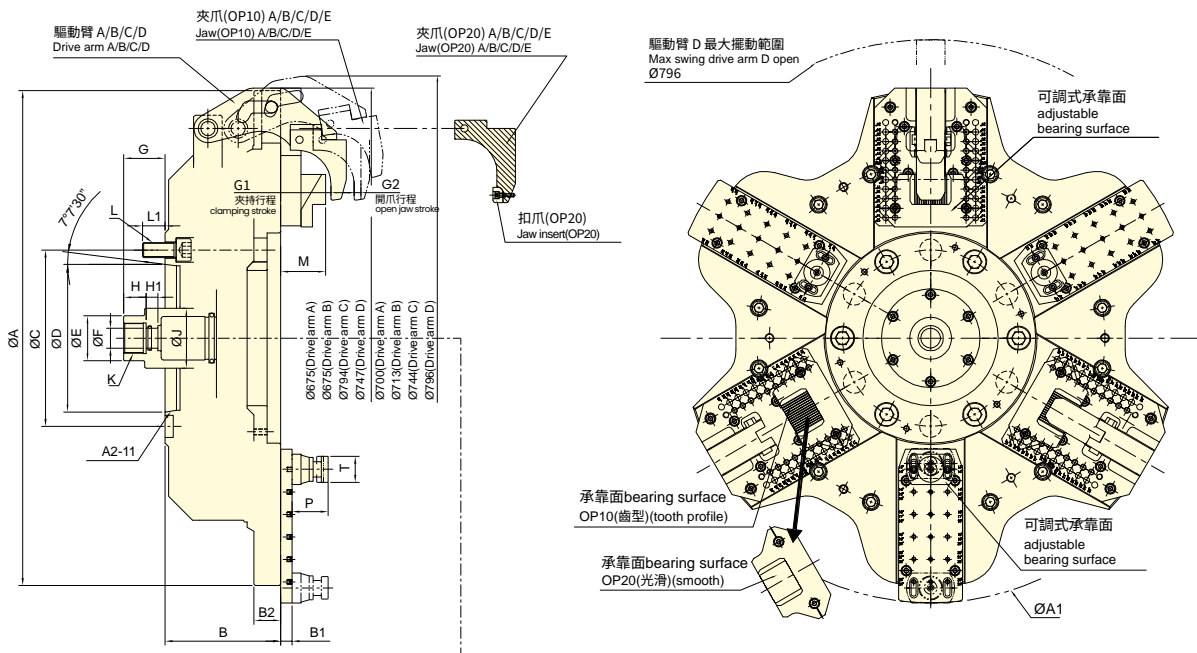 驅動臂 A/B/C/D
Drive arm A/B/C/D
夾爪(OP10) A/B/C/D/E
Jaw(OP10) A/B/C/D/E
夾爪(OP20) A/B/C/D/E
Jaw(OP20) A/B/C/D/E
G
G1
夾持行程
clamping stroke
G2
開爪行程
open jaw stroke
扣爪(OP20)
Jaw insert(OP20)
7°7'30"
L
L1
M
H
H1
ØA
ØC
ØD
ØE
ØF
ØJ
K
A2-11
Ø675(Drive arm A)
Ø675(Drive arm B)
Ø794(Drive arm C)
Ø747(Drive arm D)
Ø700(Drive arm A)
Ø713(Drive arm B)
Ø744(Drive arm C)
Ø796(Drive arm D)
T
P
B2
B
B1
驅動臂 D 最大擺動範圍
Max swing drive arm D open
Ø796
可調式承靠面
adjustable
bearing surface
承靠面bearing surface
OP10(齒型)(tooth profile)
承靠面bearing surface
OP20(光滑)(smooth)
可調式承靠面
adjustable
bearing surface
ØA1